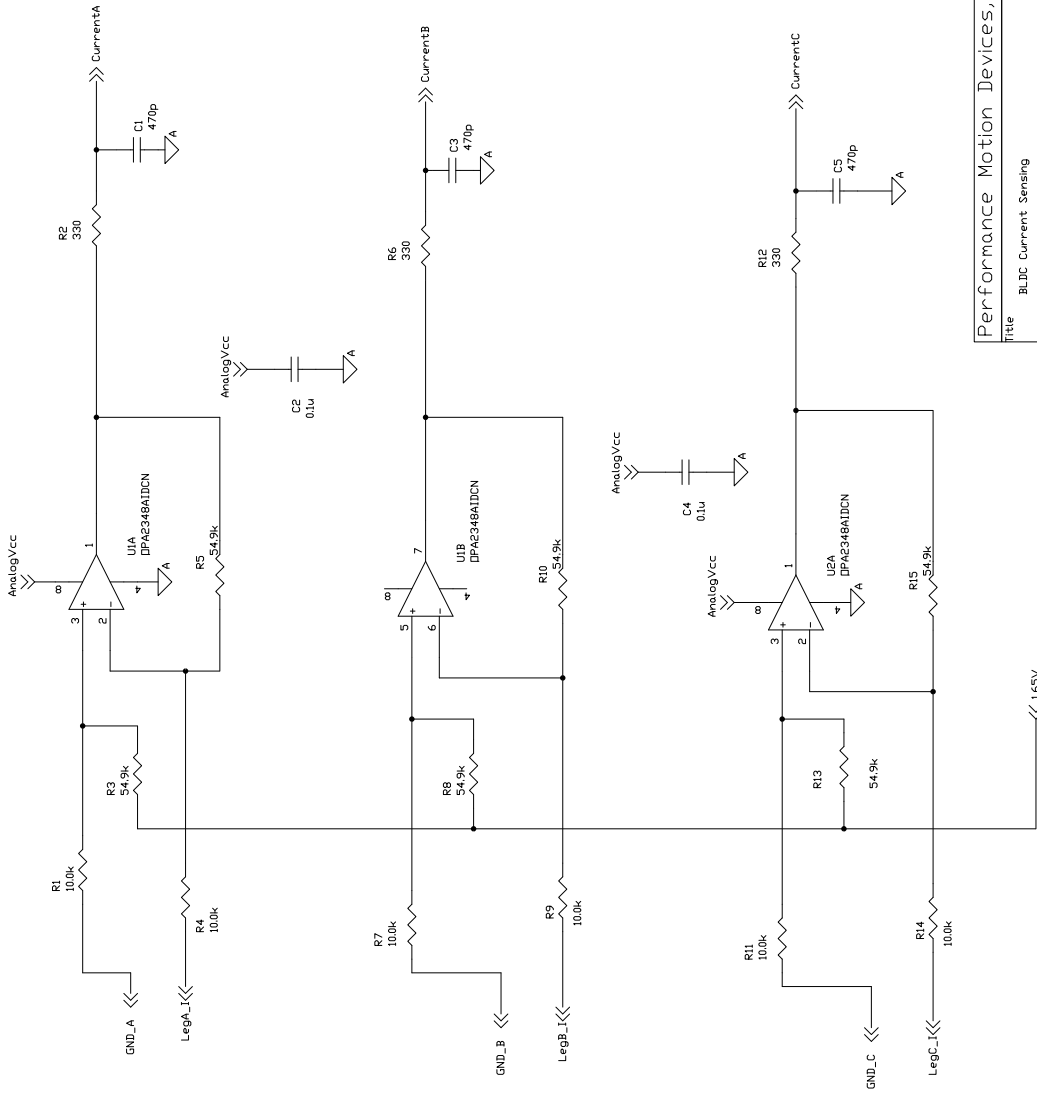 AnalogVcc
8
3
+
2
-
1
4
A
U1A
OPA2348AIDCN
R1
10.0k
R3
54.9k
R4
10.0k
R5
54.9k
R2
330
C1
470p
A
CurrentA
GND_A
LegA_I
AnalogVcc
C2
0.1u
A
8
5
+
6
-
7
4
U1B
OPA2348AIDCN
R7
10.0k
R8
54.9k
R9
10.0k
R10
54.9k
R6
330
C3
470p
A
CurrentB
GND_B
LegB_I
AnalogVcc
C4
0.1u
A
AnalogVcc
8
3
+
2
-
1
4
A
U2A
OPA2348AIDCN
R11
10.0k
R13
54.9k
R14
10.0k
R15
54.9k
R12
330
C5
470p
A
CurrentC
GND_C
LegC_I
1.65V
Performance Motion Devices,
Title
BLDC Current Sensing